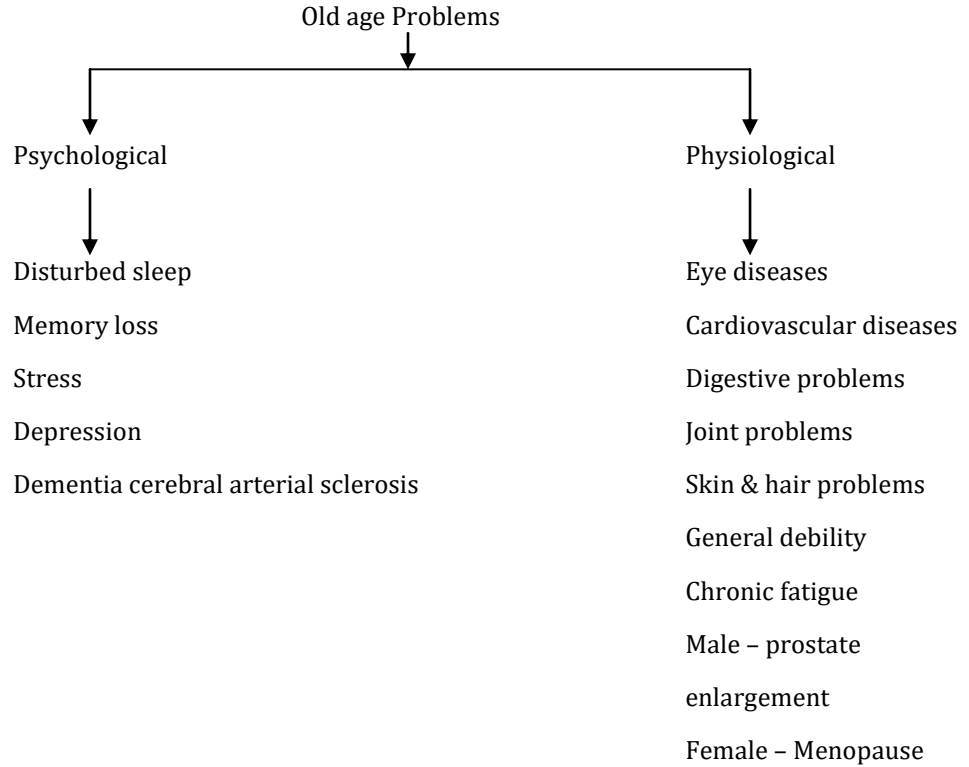 Old age Problems
Psychological
Disturbed sleep
Memory loss
Stress
Depression
Dementia cerebral arterial sclerosis
Physiological
Eye diseases
Cardiovascular diseases
Digestive problems
Joint problems
Skin & hair problems
General debility
Chronic fatigue
Male – prostate
enlargement
Female – Menopause